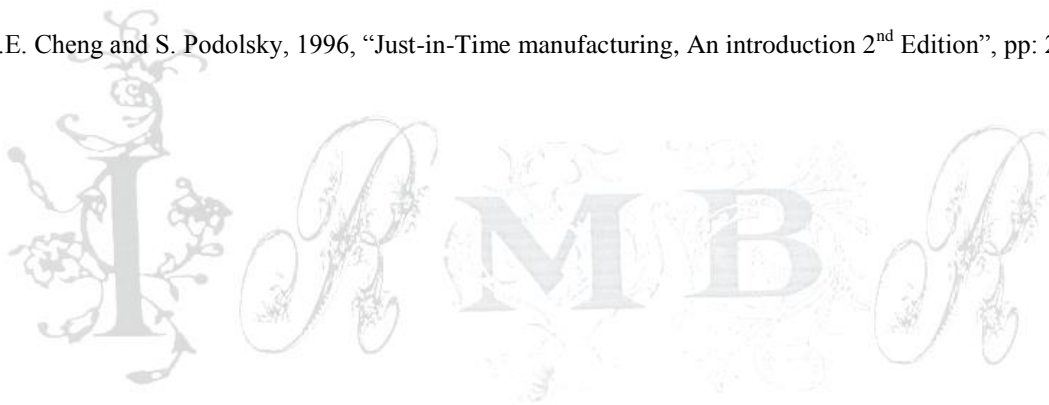 .E. Cheng and S. Podolsky, 1996, “Just-in-Time manufacturing, An introduction 2nd Edition”, pp: 2
I R M B R